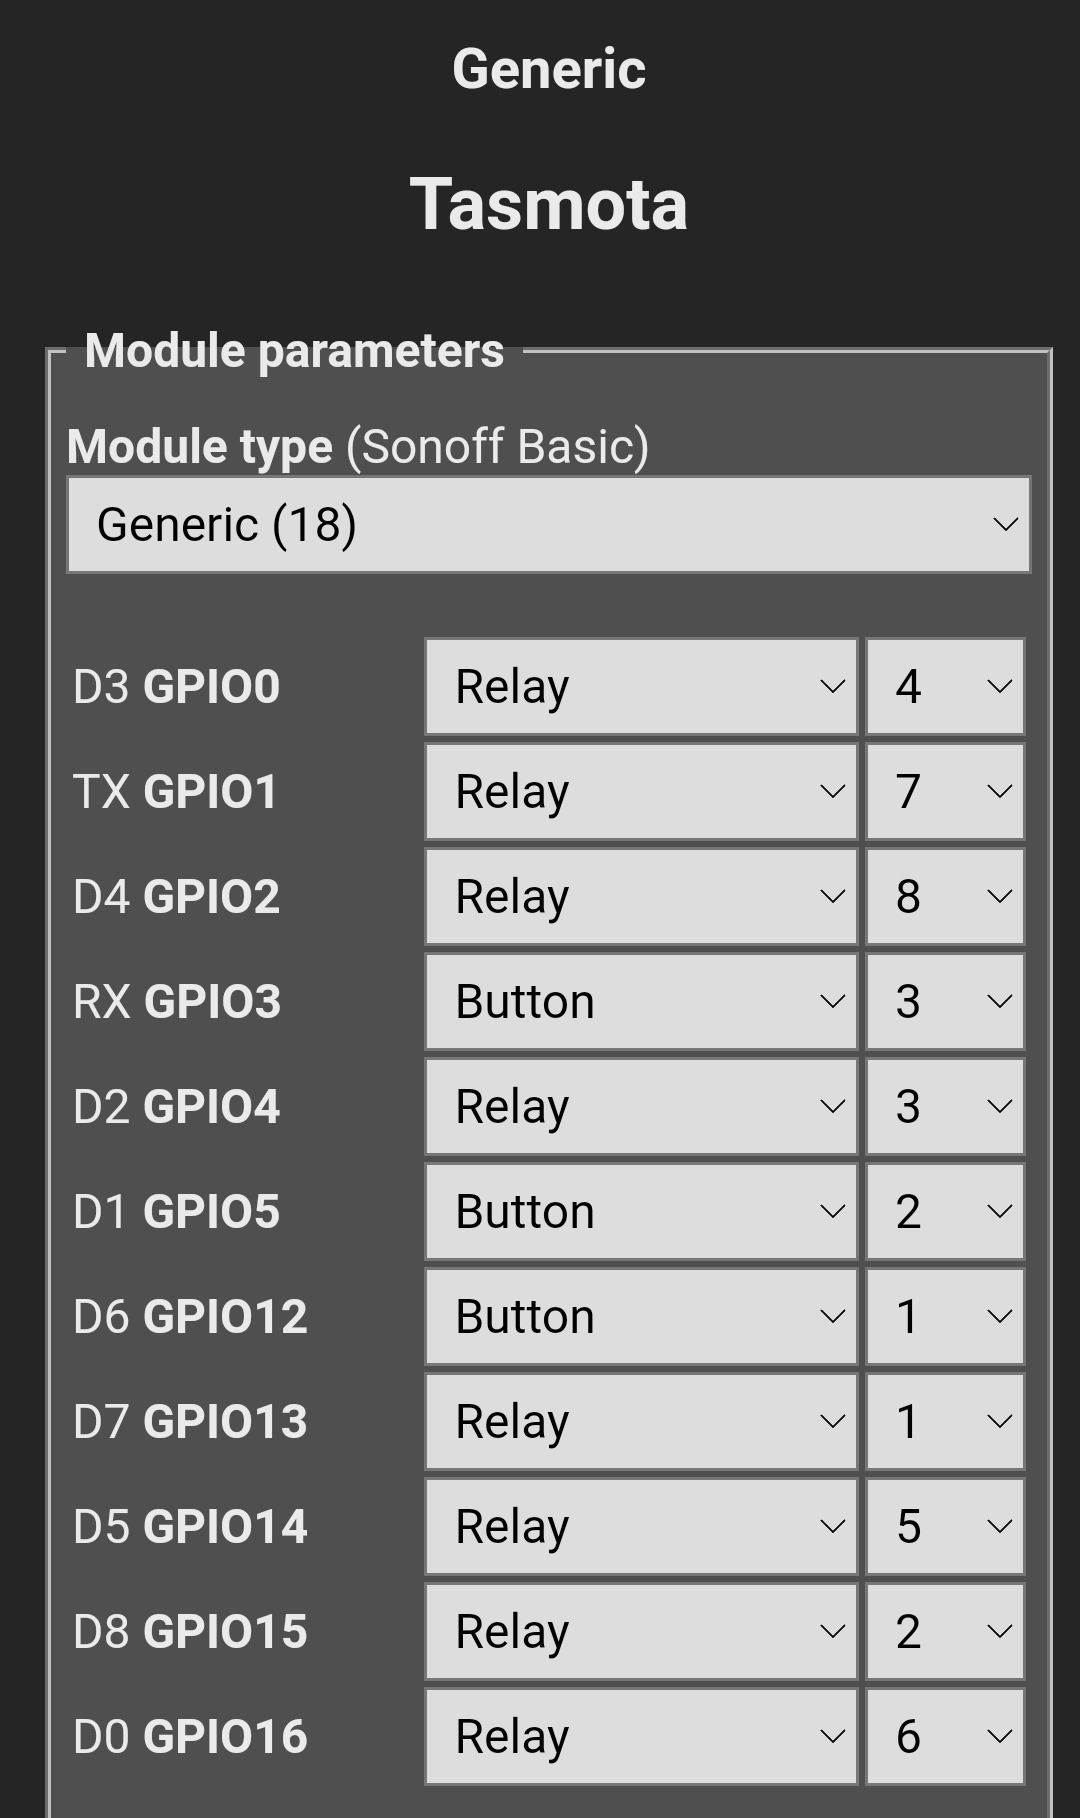 Generic
Tasmota
Module parameters
Module type (Sonoff Basic)
Generic (18)
D3 GPIO0 Relay 4
TX GPIO1 Relay 7
D4 GPIO2 Relay 8
RX GPIO3 Button 3
D2 GPIO4 Relay 3
D1 GPIO5 Button 2
D6 GPIO12 Button 1
D7 GPIO13 Relay 1
D5 GPIO14 Relay 5
D8 GPIO15 Relay 2
D0 GPIO16 Relay 6